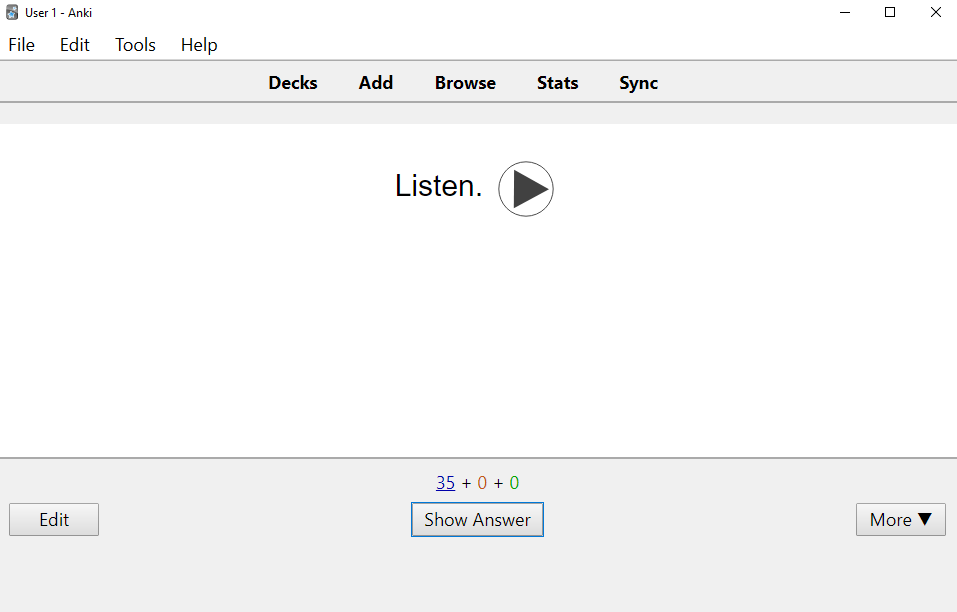 User 1 - Anki
File Edit Tools Help
Decks Add Browse Stats Sync
Listen.
35 + 0 + 0
Edit Show Answer More ▼